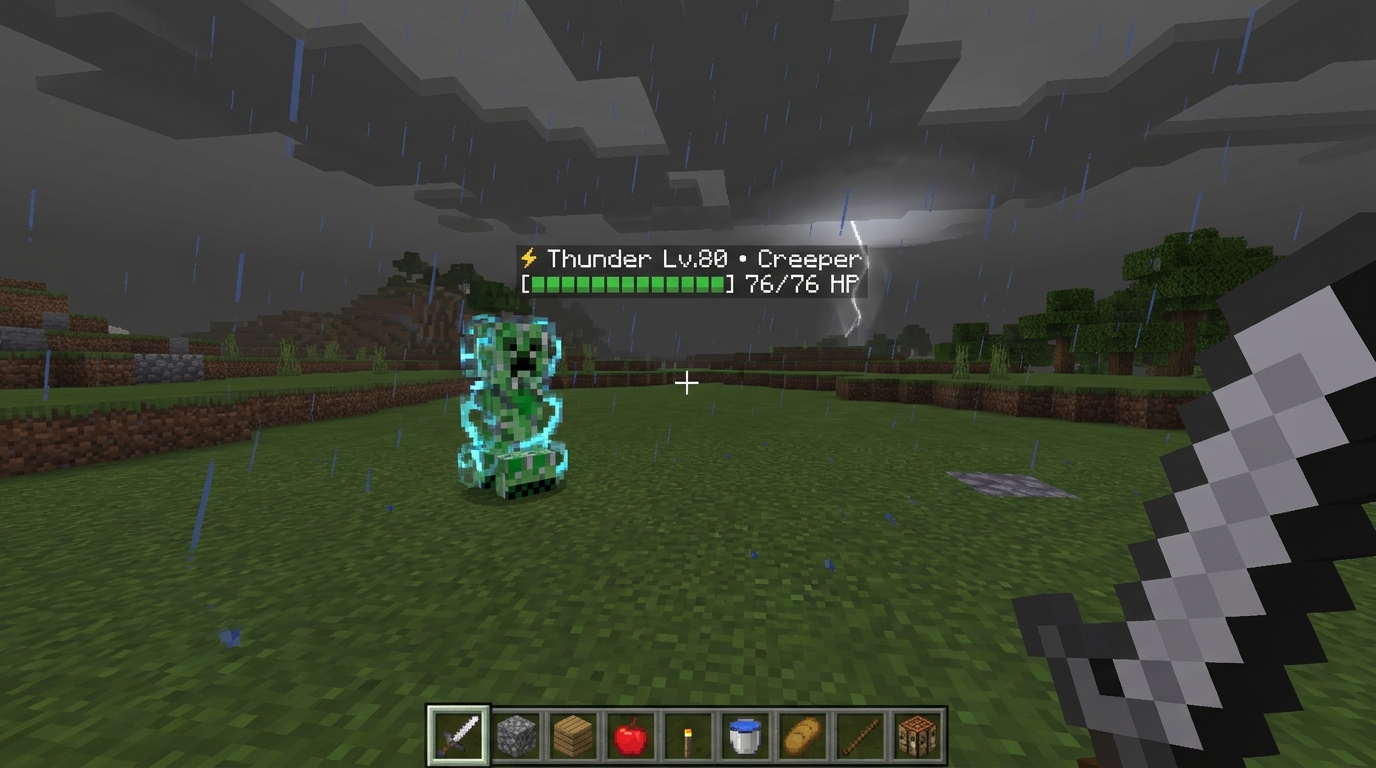 ⚡ Thunder Lv.80 • Creeper
[████████████] 76/76 HP